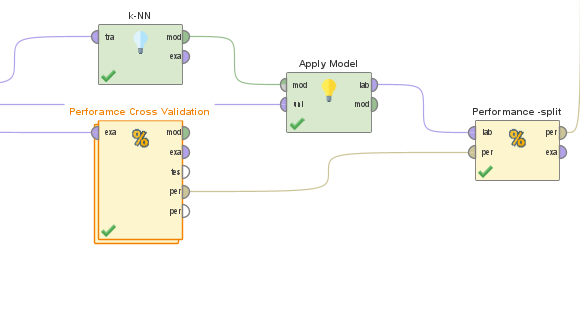 k-NN
tra
mod
exa
Apply Model
mod
lab
unl
mod
Performance -split
lab
per
per
exa
Perforamce Cross Validation
exa
mod
exa
tes
per
per